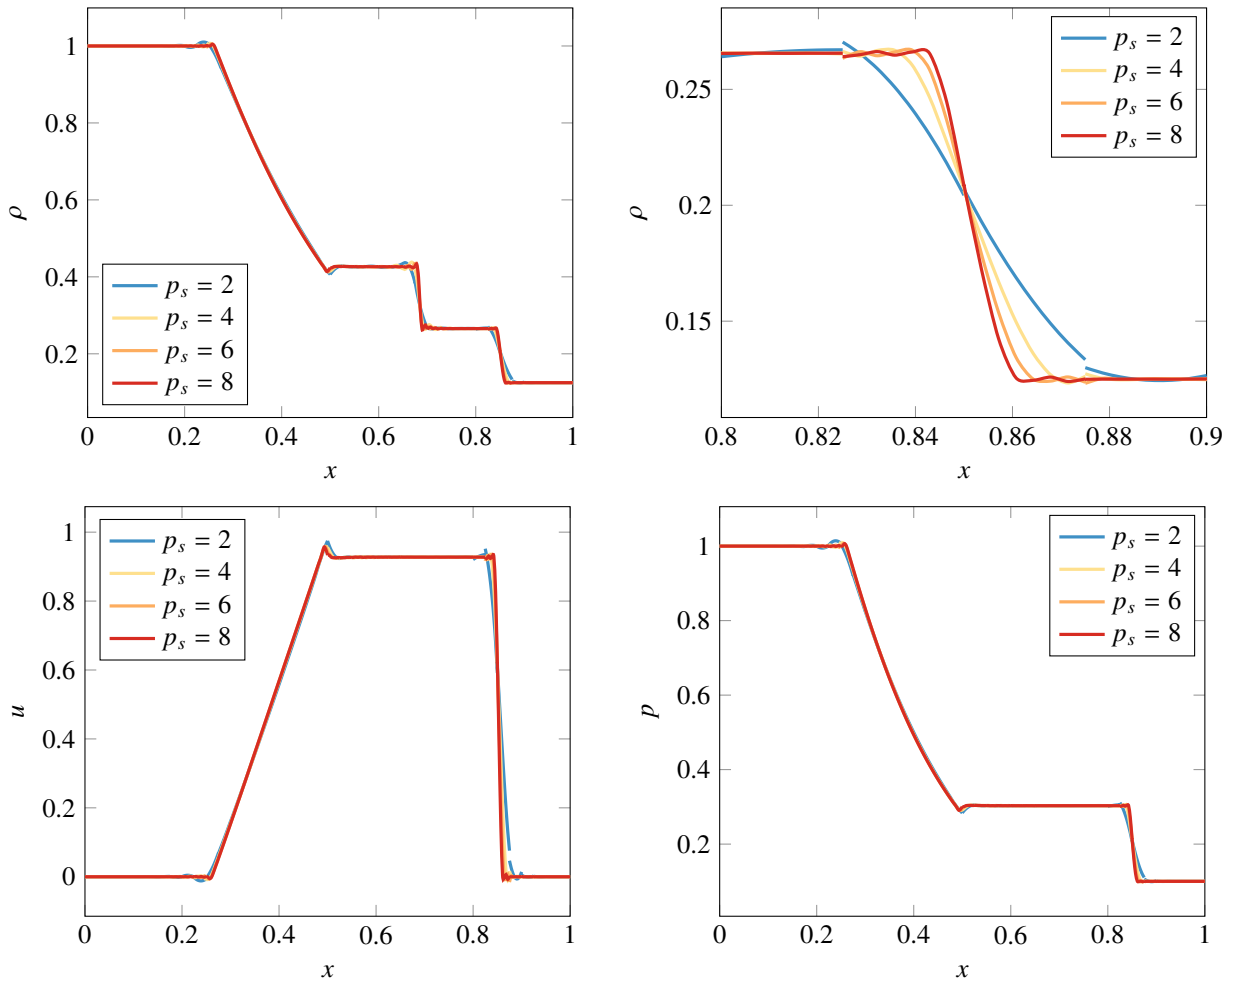 1
0.8
0.6
0.4
0.2
ρ
p_s = 2
p_s = 4
p_s = 6
p_s = 8
0 0.2 0.4 0.6 0.8 1
x
0.25
0.2
0.15
ρ
p_s = 2
p_s = 4
p_s = 6
p_s = 8
0.8 0.82 0.84 0.86 0.88 0.9
x
1
0.8
0.6
0.4
0.2
0
u
p_s = 2
p_s = 4
p_s = 6
p_s = 8
0 0.2 0.4 0.6 0.8 1
x
1
0.8
0.6
0.4
0.2
p
p_s = 2
p_s = 4
p_s = 6
p_s = 8
0 0.2 0.4 0.6 0.8 1
x